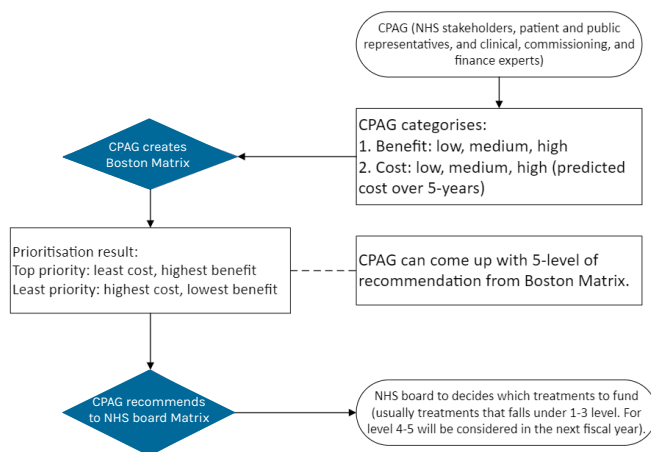 CPAG (NHS stakeholders, patient and public
representatives, and clinical, commissioning, and
finance experts)
CPAG categorises:
1. Benefit: low, medium, high
2. Cost: low, medium, high (predicted
cost over 5-years)
CPAG creates
Boston Matrix
Prioritisation result:
Top priority: least cost, highest benefit
Least priority: highest cost, lowest benefit
CPAG can come up with 5-level of
recommendation from Boston Matrix.
CPAG recommends
to NHS board Matrix
NHS board to decides which treatments to fund
(usually treatments that falls under 1-3 level. For
level 4-5 will be considered in the next fiscal year).